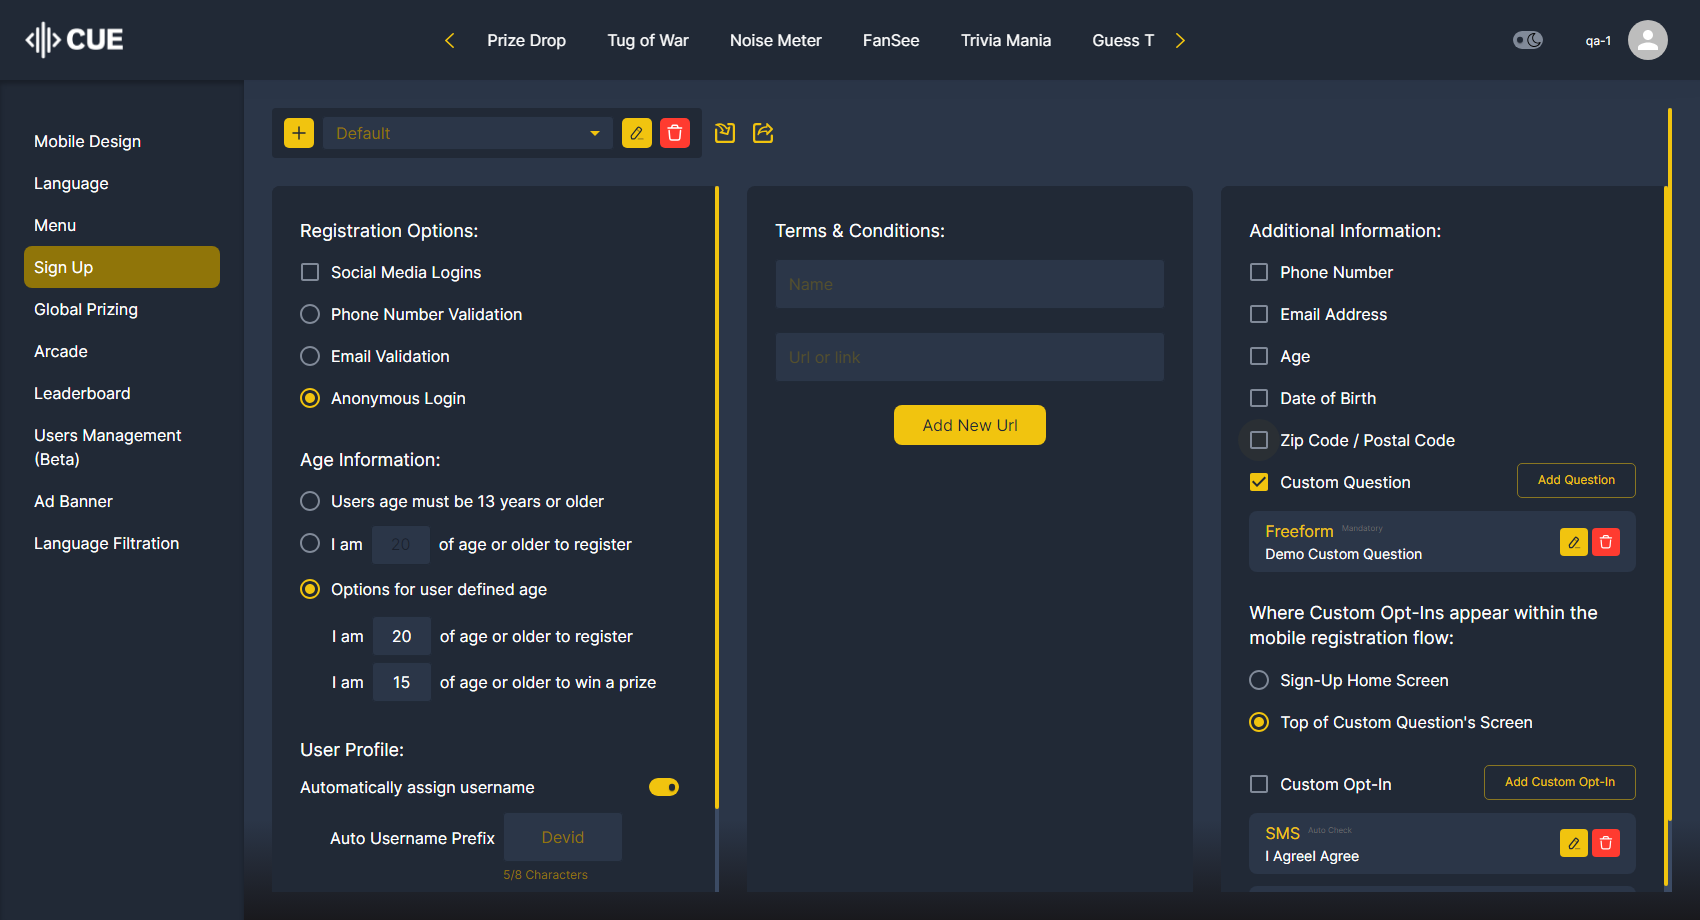 CUE
Prize Drop
Tug of War
Noise Meter
FanSee
Trivia Mania
Guess T
qa-1
Mobile Design
Language
Menu
Sign Up
Global Prizing
Arcade
Leaderboard
Users Management
(Beta)
Ad Banner
Language Filtration
Default
Registration Options:
Social Media Logins
Phone Number Validation
Email Validation
Anonymous Login
Age Information:
Users age must be 13 years or older
I am 20 of age or older to register
Options for user defined age
I am 20 of age or older to register
I am 15 of age or older to win a prize
User Profile:
Automatically assign username
Auto Username Prefix Devid
5/8 Characters
Terms & Conditions:
Name
Url or link
Add New Url
Additional Information:
Phone Number
Email Address
Age
Date of Birth
Zip Code / Postal Code
Custom Question
Add Question
Freeform Mandatory
Demo Custom Question
Where Custom Opt-Ins appear within the
mobile registration flow:
Sign-Up Home Screen
Top of Custom Question's Screen
Custom Opt-In
Add Custom Opt-In
SMS Auto Check
I AgreeI Agree